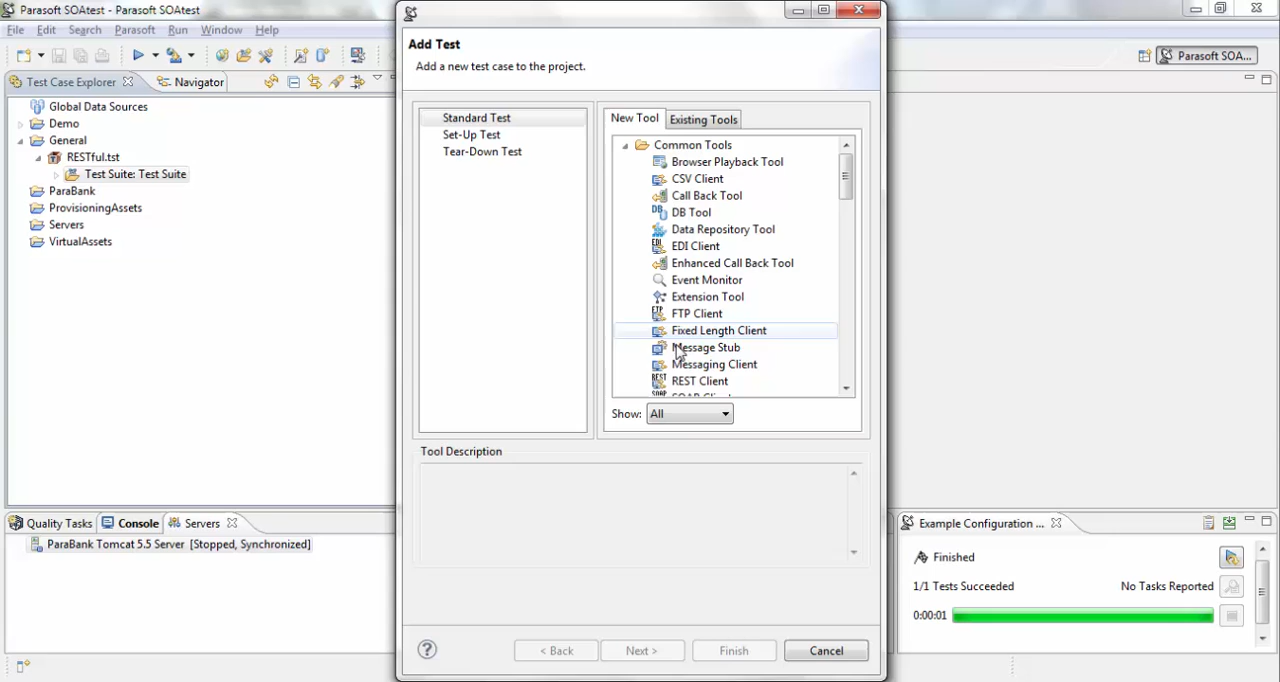 Parasoft SOAtest - Parasoft SOAtest
File Edit Search Parasoft Run Window Help
Parasoft SOA...
Test Case Explorer
Navigator
Global Data Sources
Demo
General
RESTful.tst
Test Suite: Test Suite
ParaBank
ProvisioningAssets
Servers
VirtualAssets
Add Test
Add a new test case to the project.
Standard Test
Set-Up Test
Tear-Down Test
New Tool
Existing Tools
Common Tools
Browser Playback Tool
CSV Client
Call Back Tool
DB Tool
Data Repository Tool
EDI Client
Enhanced Call Back Tool
Event Monitor
Extension Tool
FTP Client
Fixed Length Client
Message Stub
Messaging Client
REST Client
SOAP Client
Show: All
Tool Description
< Back
Next >
Finish
Cancel
Quality Tasks
Console
Servers
ParaBank Tomcat 5.5 Server [Stopped, Synchronized]
Example Configuration ...
Finished
1/1 Tests Succeeded
No Tasks Reported
0:00:01